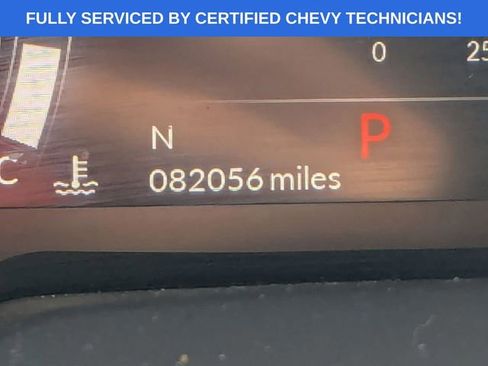 FULLY SERVICED BY CERTIFIED CHEVY TECHNICIANS!
0 25
N P
C
082056 miles